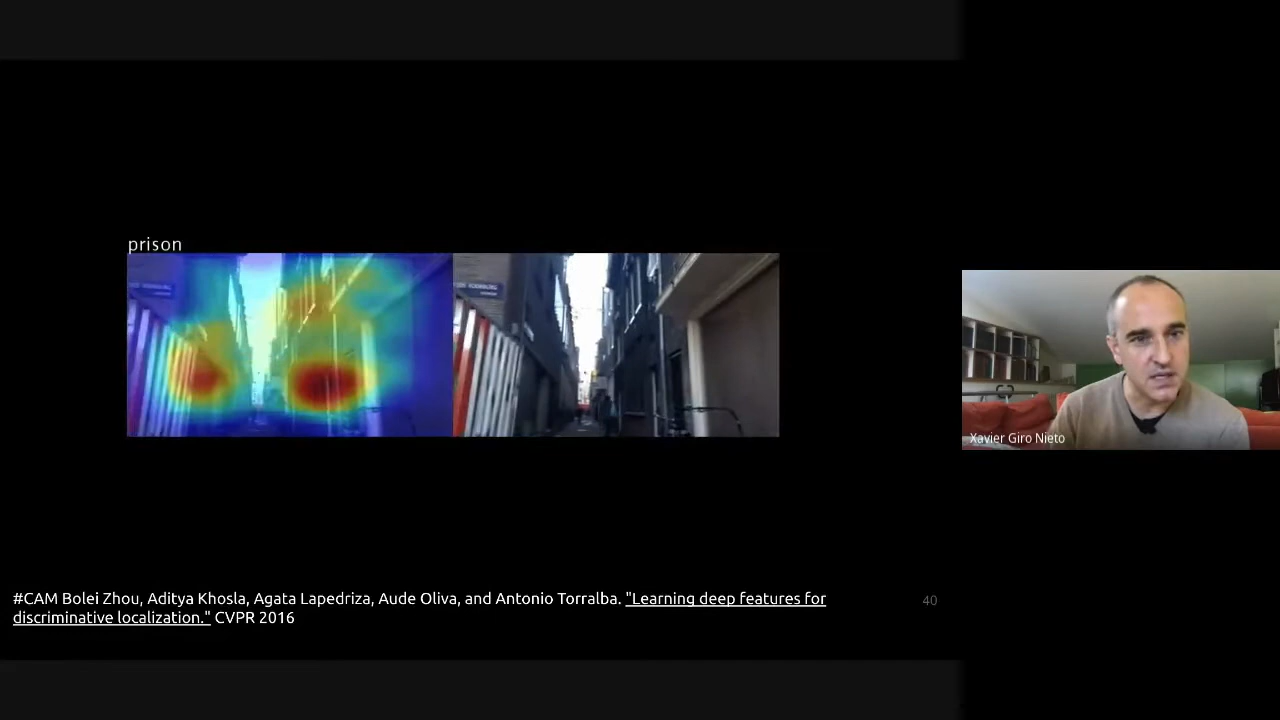 prison
Xavier Giro Nieto
#CAM Bolei Zhou, Aditya Khosla, Agata Lapedriza, Aude Oliva, and Antonio Torralba. "Learning deep features for
discriminative localization." CVPR 2016
40